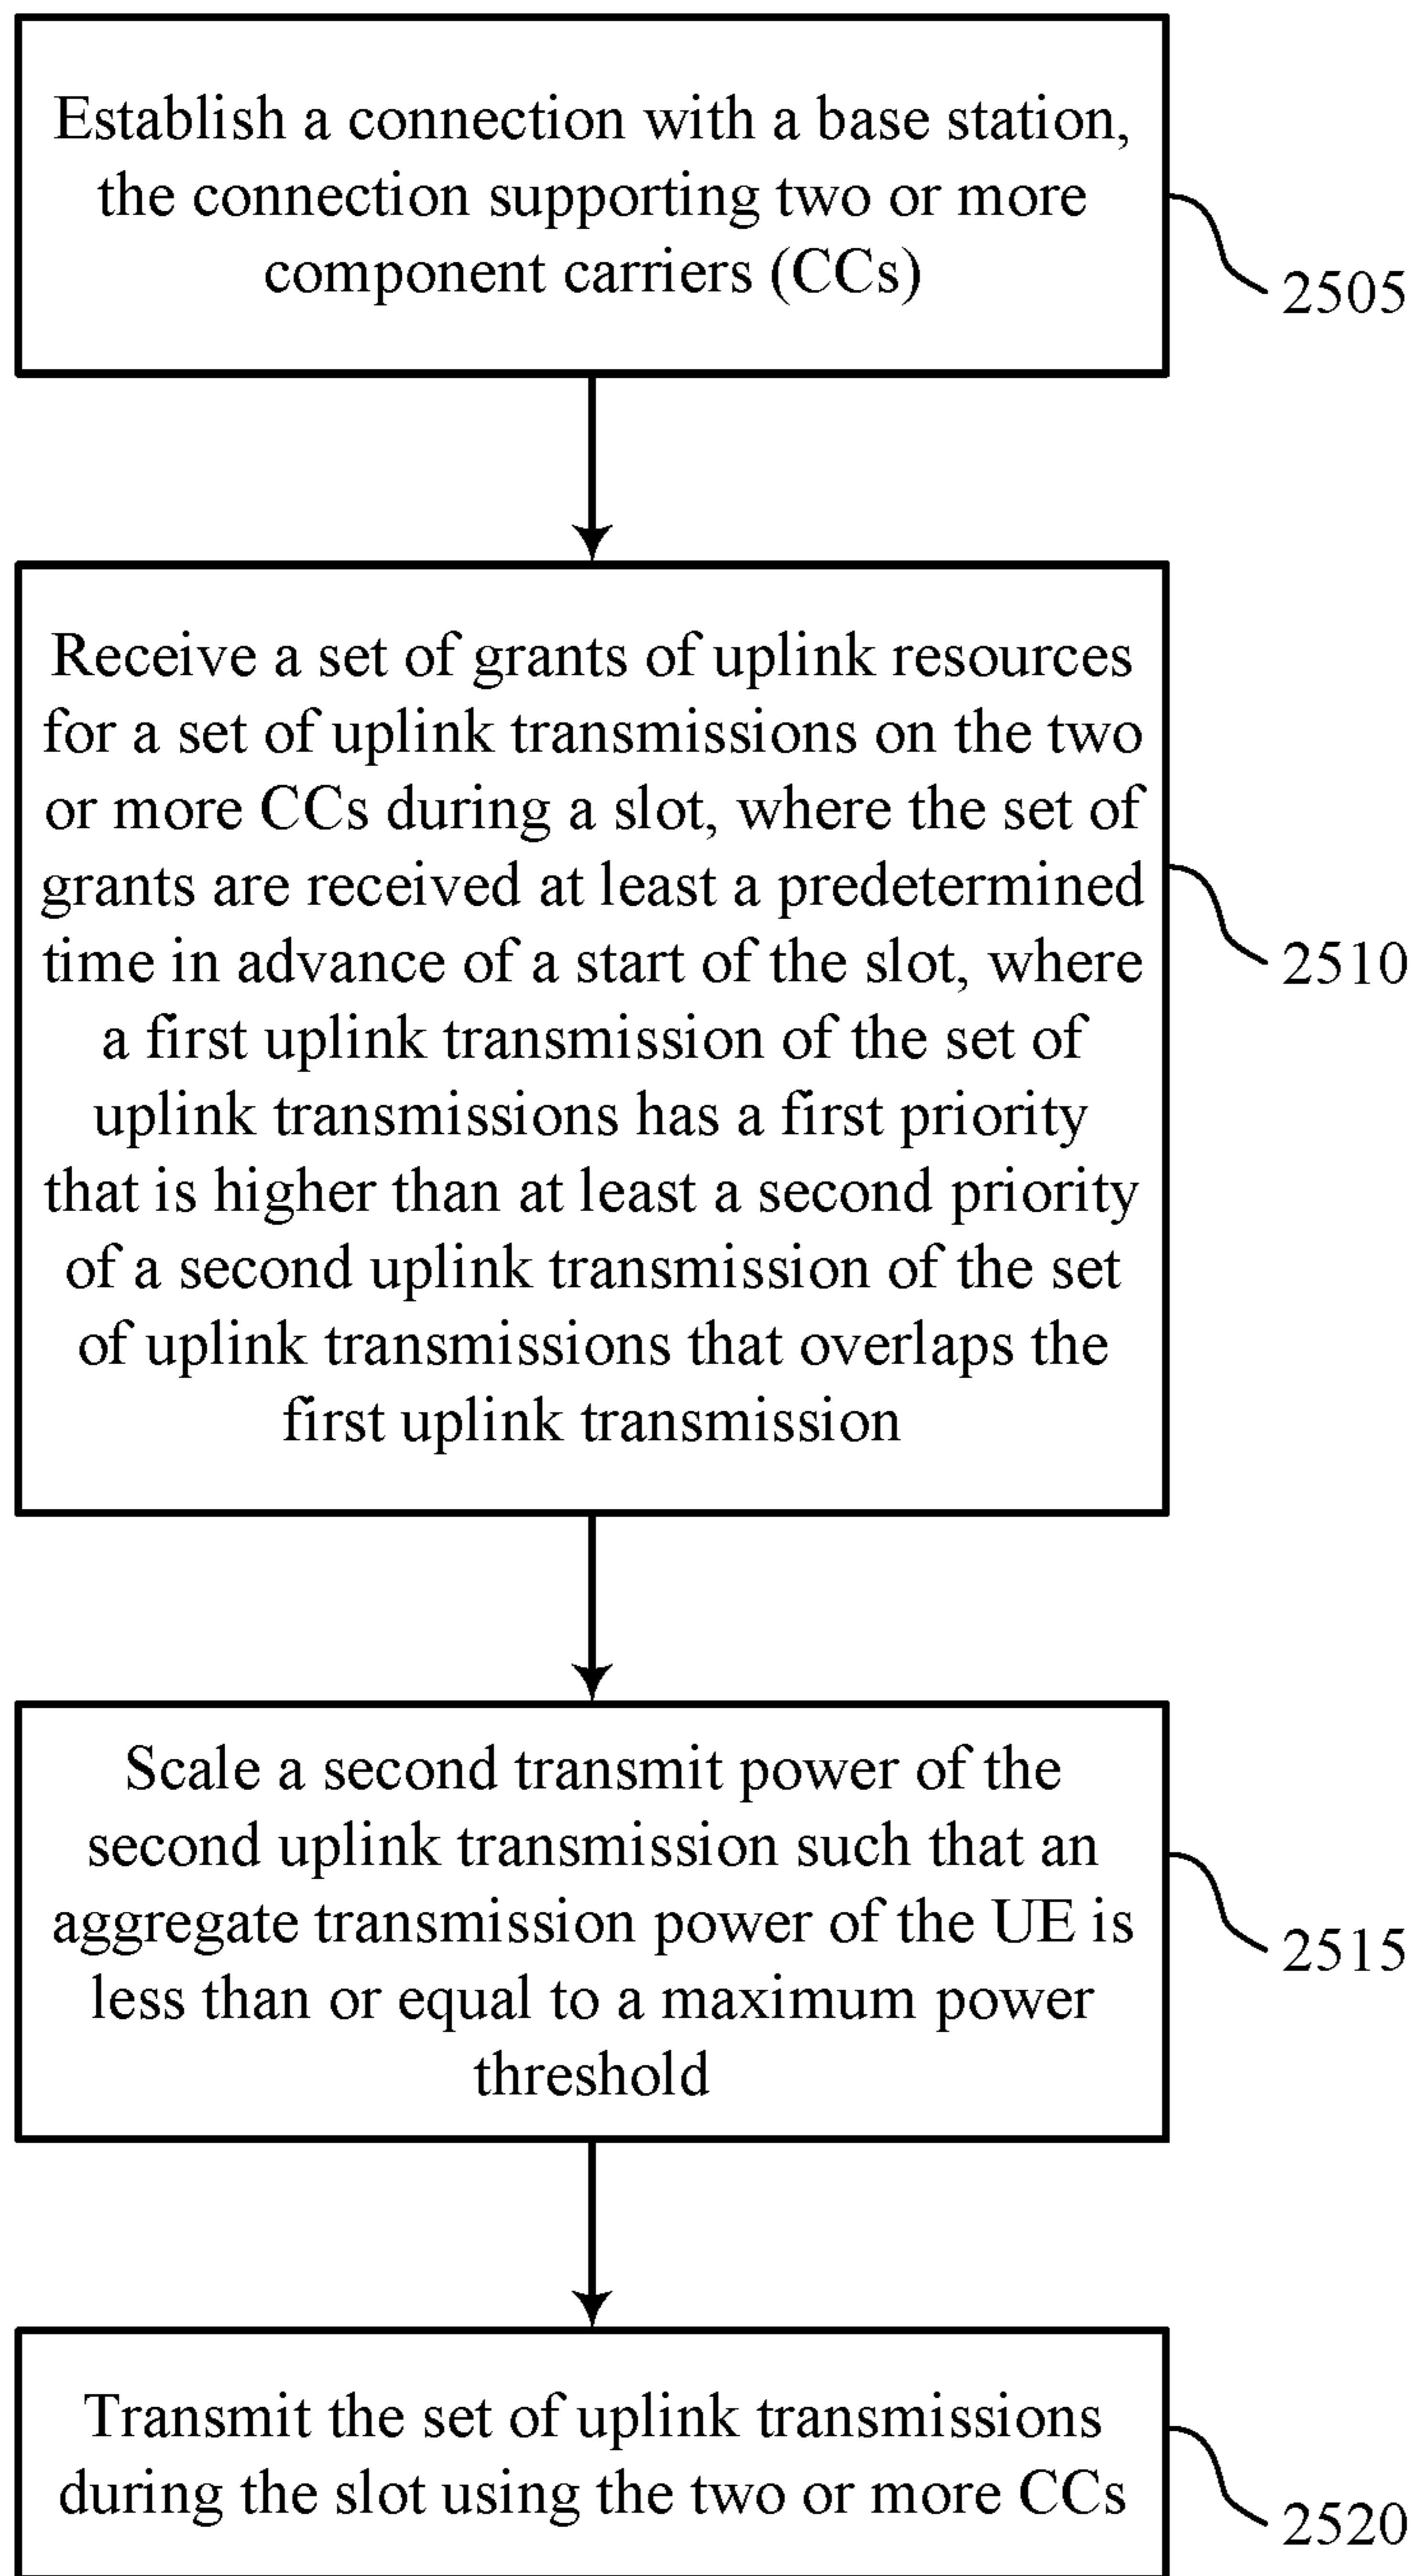 Establish a connection with a base station,
the connection supporting two or more
component carriers (CCs)
2505
Receive a set of grants of uplink resources
for a set of uplink transmissions on the two
or more CCs during a slot, where the set of
grants are received at least a predetermined
time in advance of a start of the slot, where
a first uplink transmission of the set of
uplink transmissions has a first priority
that is higher than at least a second priority
of a second uplink transmission of the set
of uplink transmissions that overlaps the
first uplink transmission
2510
Scale a second transmit power of the
second uplink transmission such that an
aggregate transmission power of the UE is
less than or equal to a maximum power
threshold
2515
Transmit the set of uplink transmissions
during the slot using the two or more CCs
2520